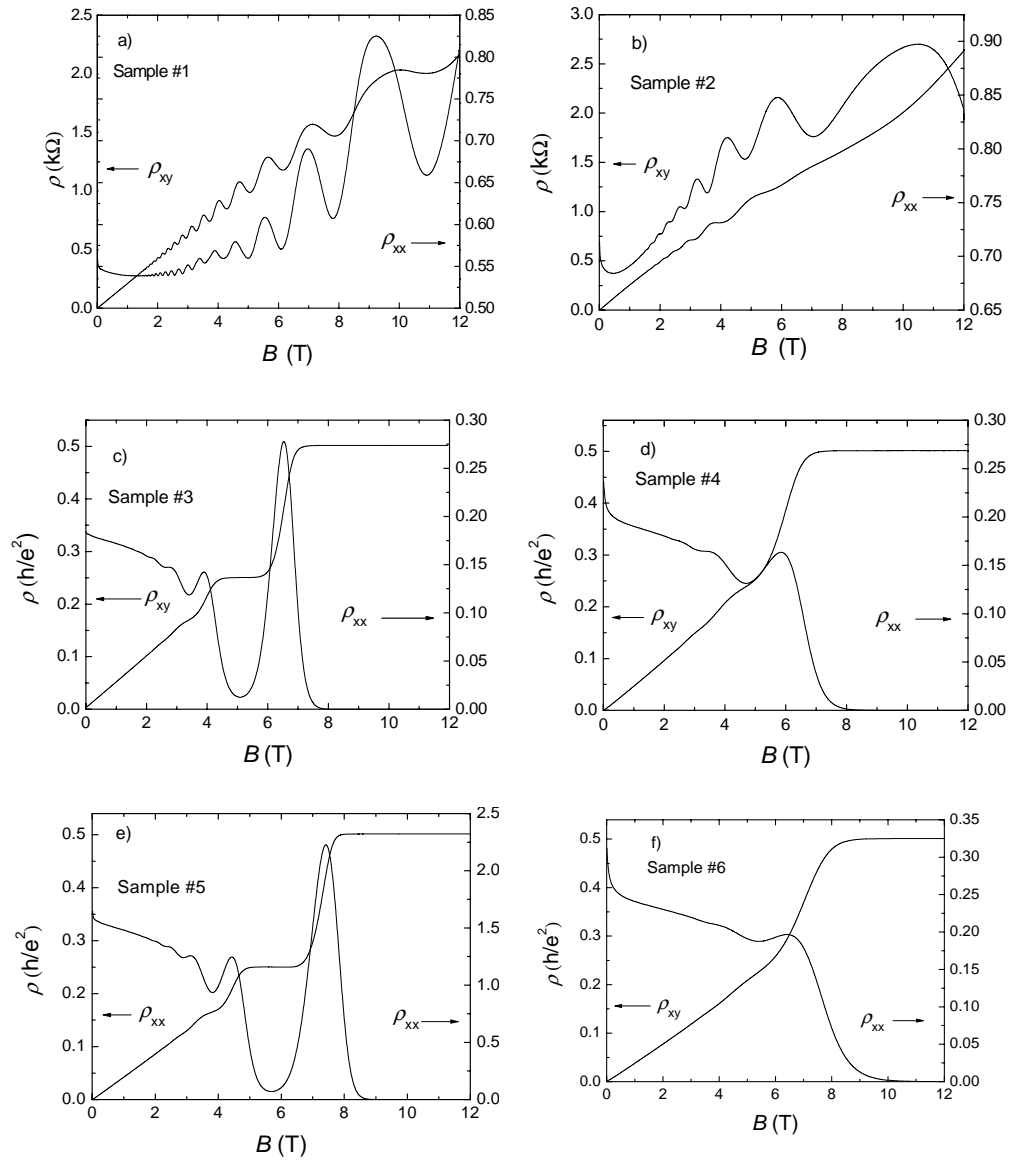 a)
Sample #1
ρ (kΩ)
2.5
2.0
1.5
1.0
0.5
0.0
ρxy
ρxx
0.85
0.80
0.75
0.70
0.65
0.60
0.55
0.50
0 2 4 6 8 10 12
B (T)
b)
Sample #2
ρ (kΩ)
3.0
2.5
2.0
1.5
1.0
0.5
0.0
ρxy
ρxx
0.90
0.85
0.80
0.75
0.70
0.65
0 2 4 6 8 10 12
B (T)
c)
Sample #3
ρ (h/e²)
0.5
0.4
0.3
0.2
0.1
0.0
ρxy
ρxx
0.30
0.25
0.20
0.15
0.10
0.05
0.00
0 2 4 6 8 10 12
B (T)
d)
Sample #4
ρ (h/e²)
0.5
0.4
0.3
0.2
0.1
0.0
ρxy
ρxx
0.30
0.25
0.20
0.15
0.10
0.05
0.00
0 2 4 6 8 10 12
B (T)
e)
Sample #5
ρ (h/e²)
0.5
0.4
0.3
0.2
0.1
0.0
ρxx
ρxx
2.5
2.0
1.5
1.0
0.5
0.0
0 2 4 6 8 10 12
B (T)
f)
Sample #6
ρ (h/e²)
0.5
0.4
0.3
0.2
0.1
0.0
ρxy
ρxx
0.35
0.30
0.25
0.20
0.15
0.10
0.05
0.00
0 2 4 6 8 10 12
B (T)